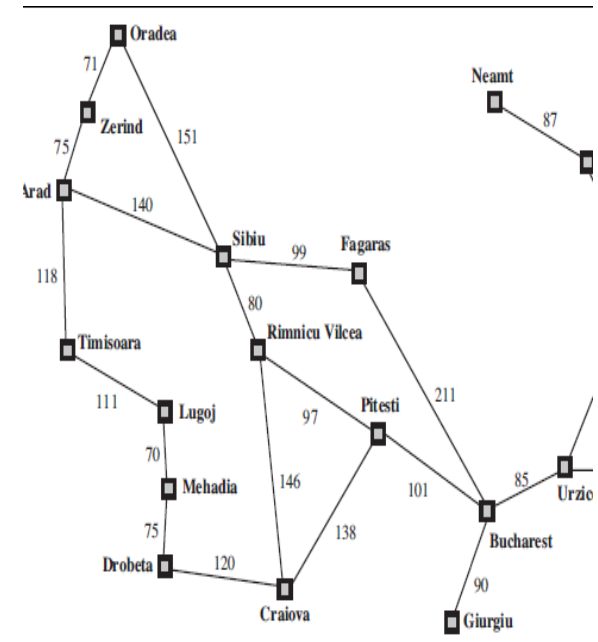 Oradea
71
Neamt
87
Zerind
151
75
Arad
140
Sibiu
99
Fagaras
118
80
Timisoara
Rimnicu Vilcea
111
Lugoj
97
Pitesti
211
70
Mehadia
146
101
85
Urzic
75
138
Bucharest
Drobeta
120
90
Craiova
Giurgiu